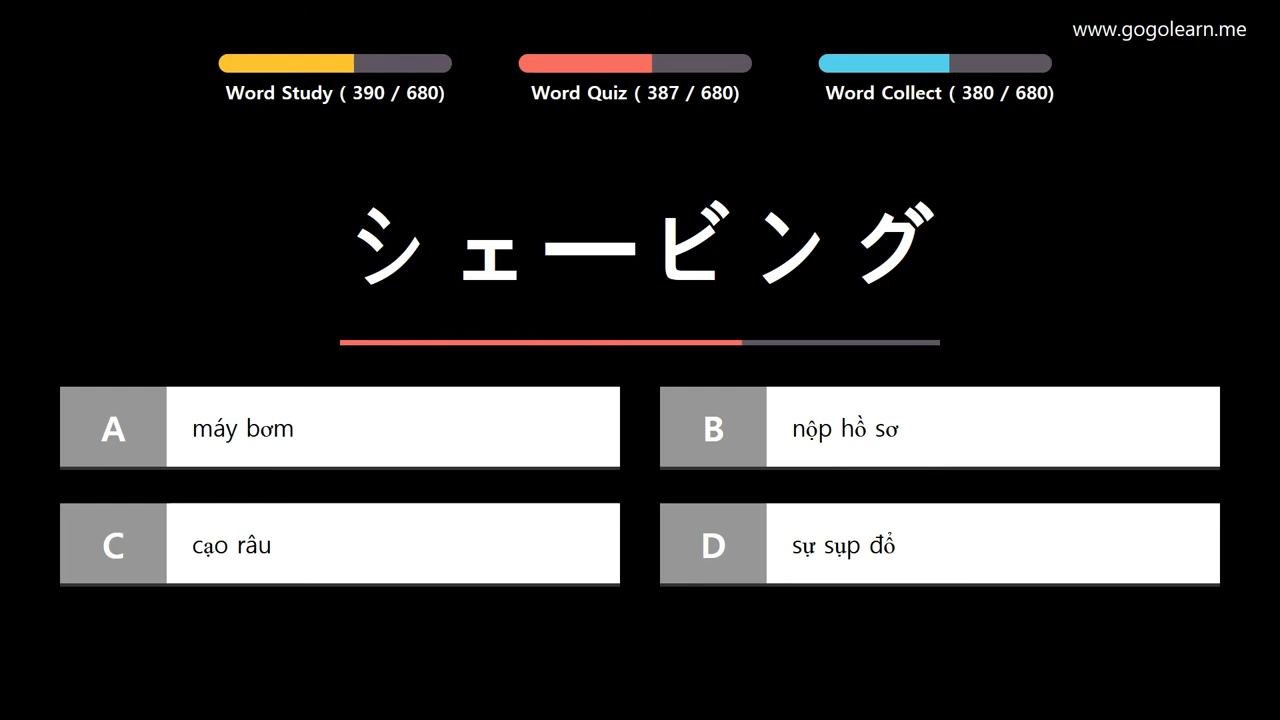 www.gogolearn.me
Word Study ( 390 / 680)
Word Quiz ( 387 / 680)
Word Collect ( 380 / 680)
シェービング
A
máy bơm
B
nộp hồ sơ
C
cạo râu
D
sự sụp đổ